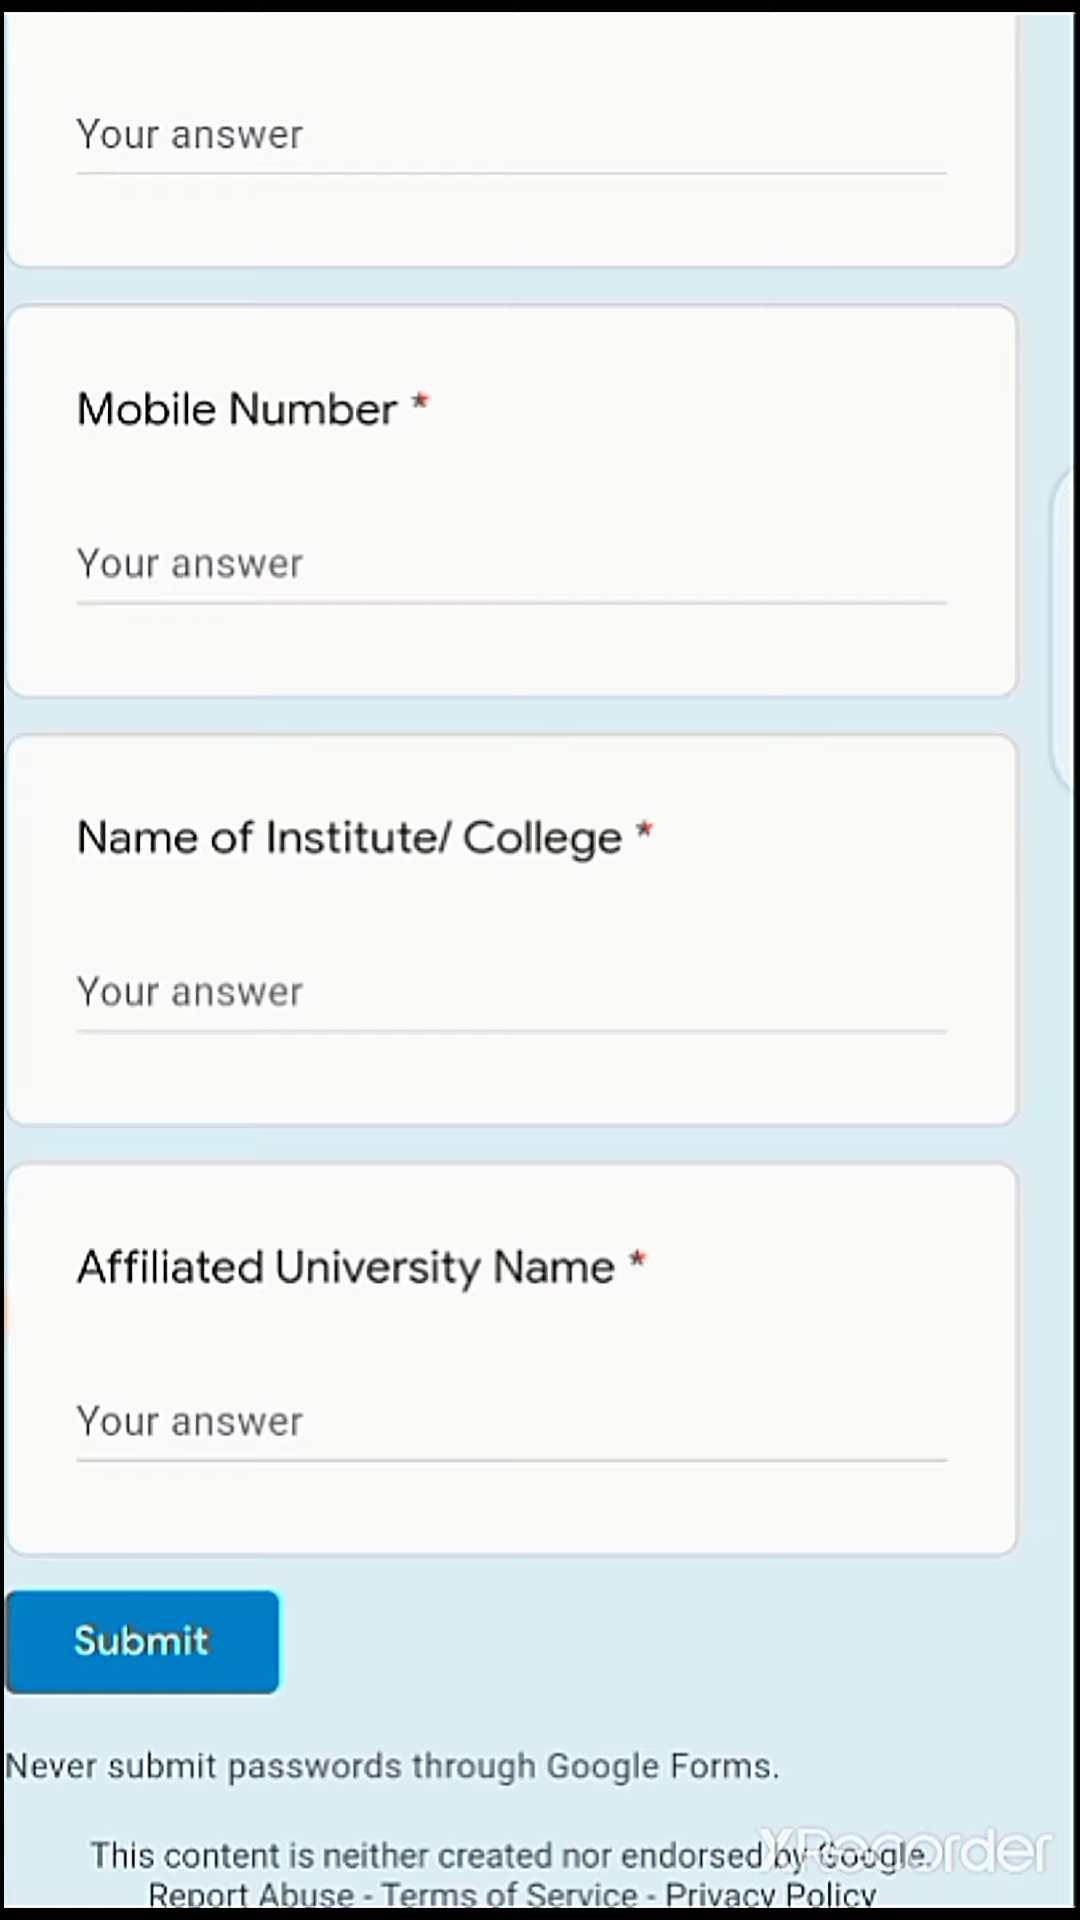 Your answer
Mobile Number *
Your answer
Name of Institute/ College *
Your answer
Affiliated University Name *
Your answer
Submit
Never submit passwords through Google Forms.
This content is neither created nor endorsed by Google.
XRecorder
Report Abuse - Terms of Service - Privacy Policy